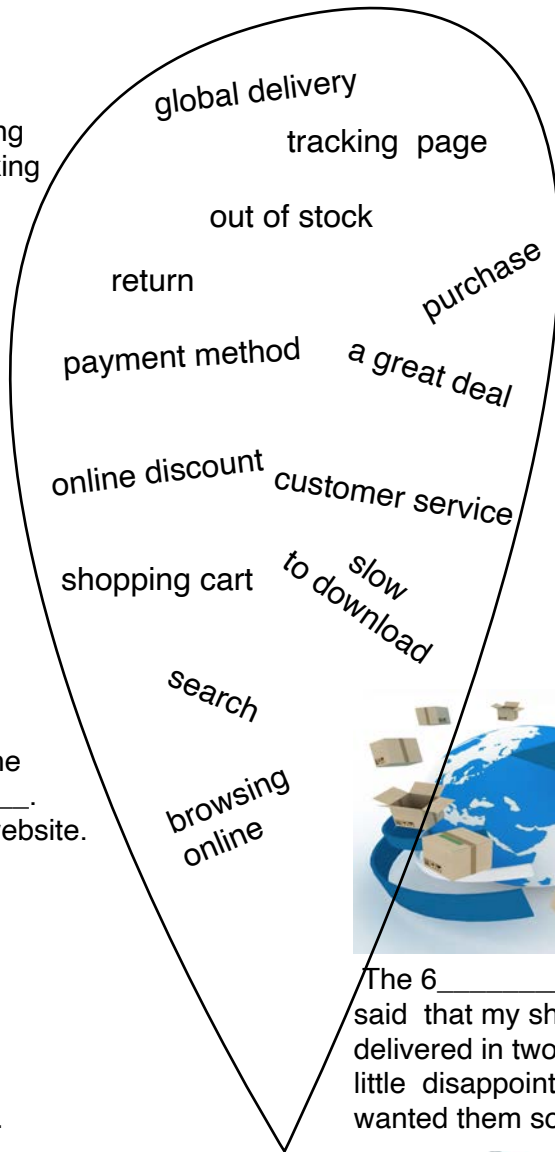 global delivery
tracking page
out of stock
return
purchase
payment method
a great deal
online discount
customer service
shopping cart
slow
to download
search
browsing
online
ebsite.
The 6________
said that my sh
delivered in two
little disappoint
wanted them so